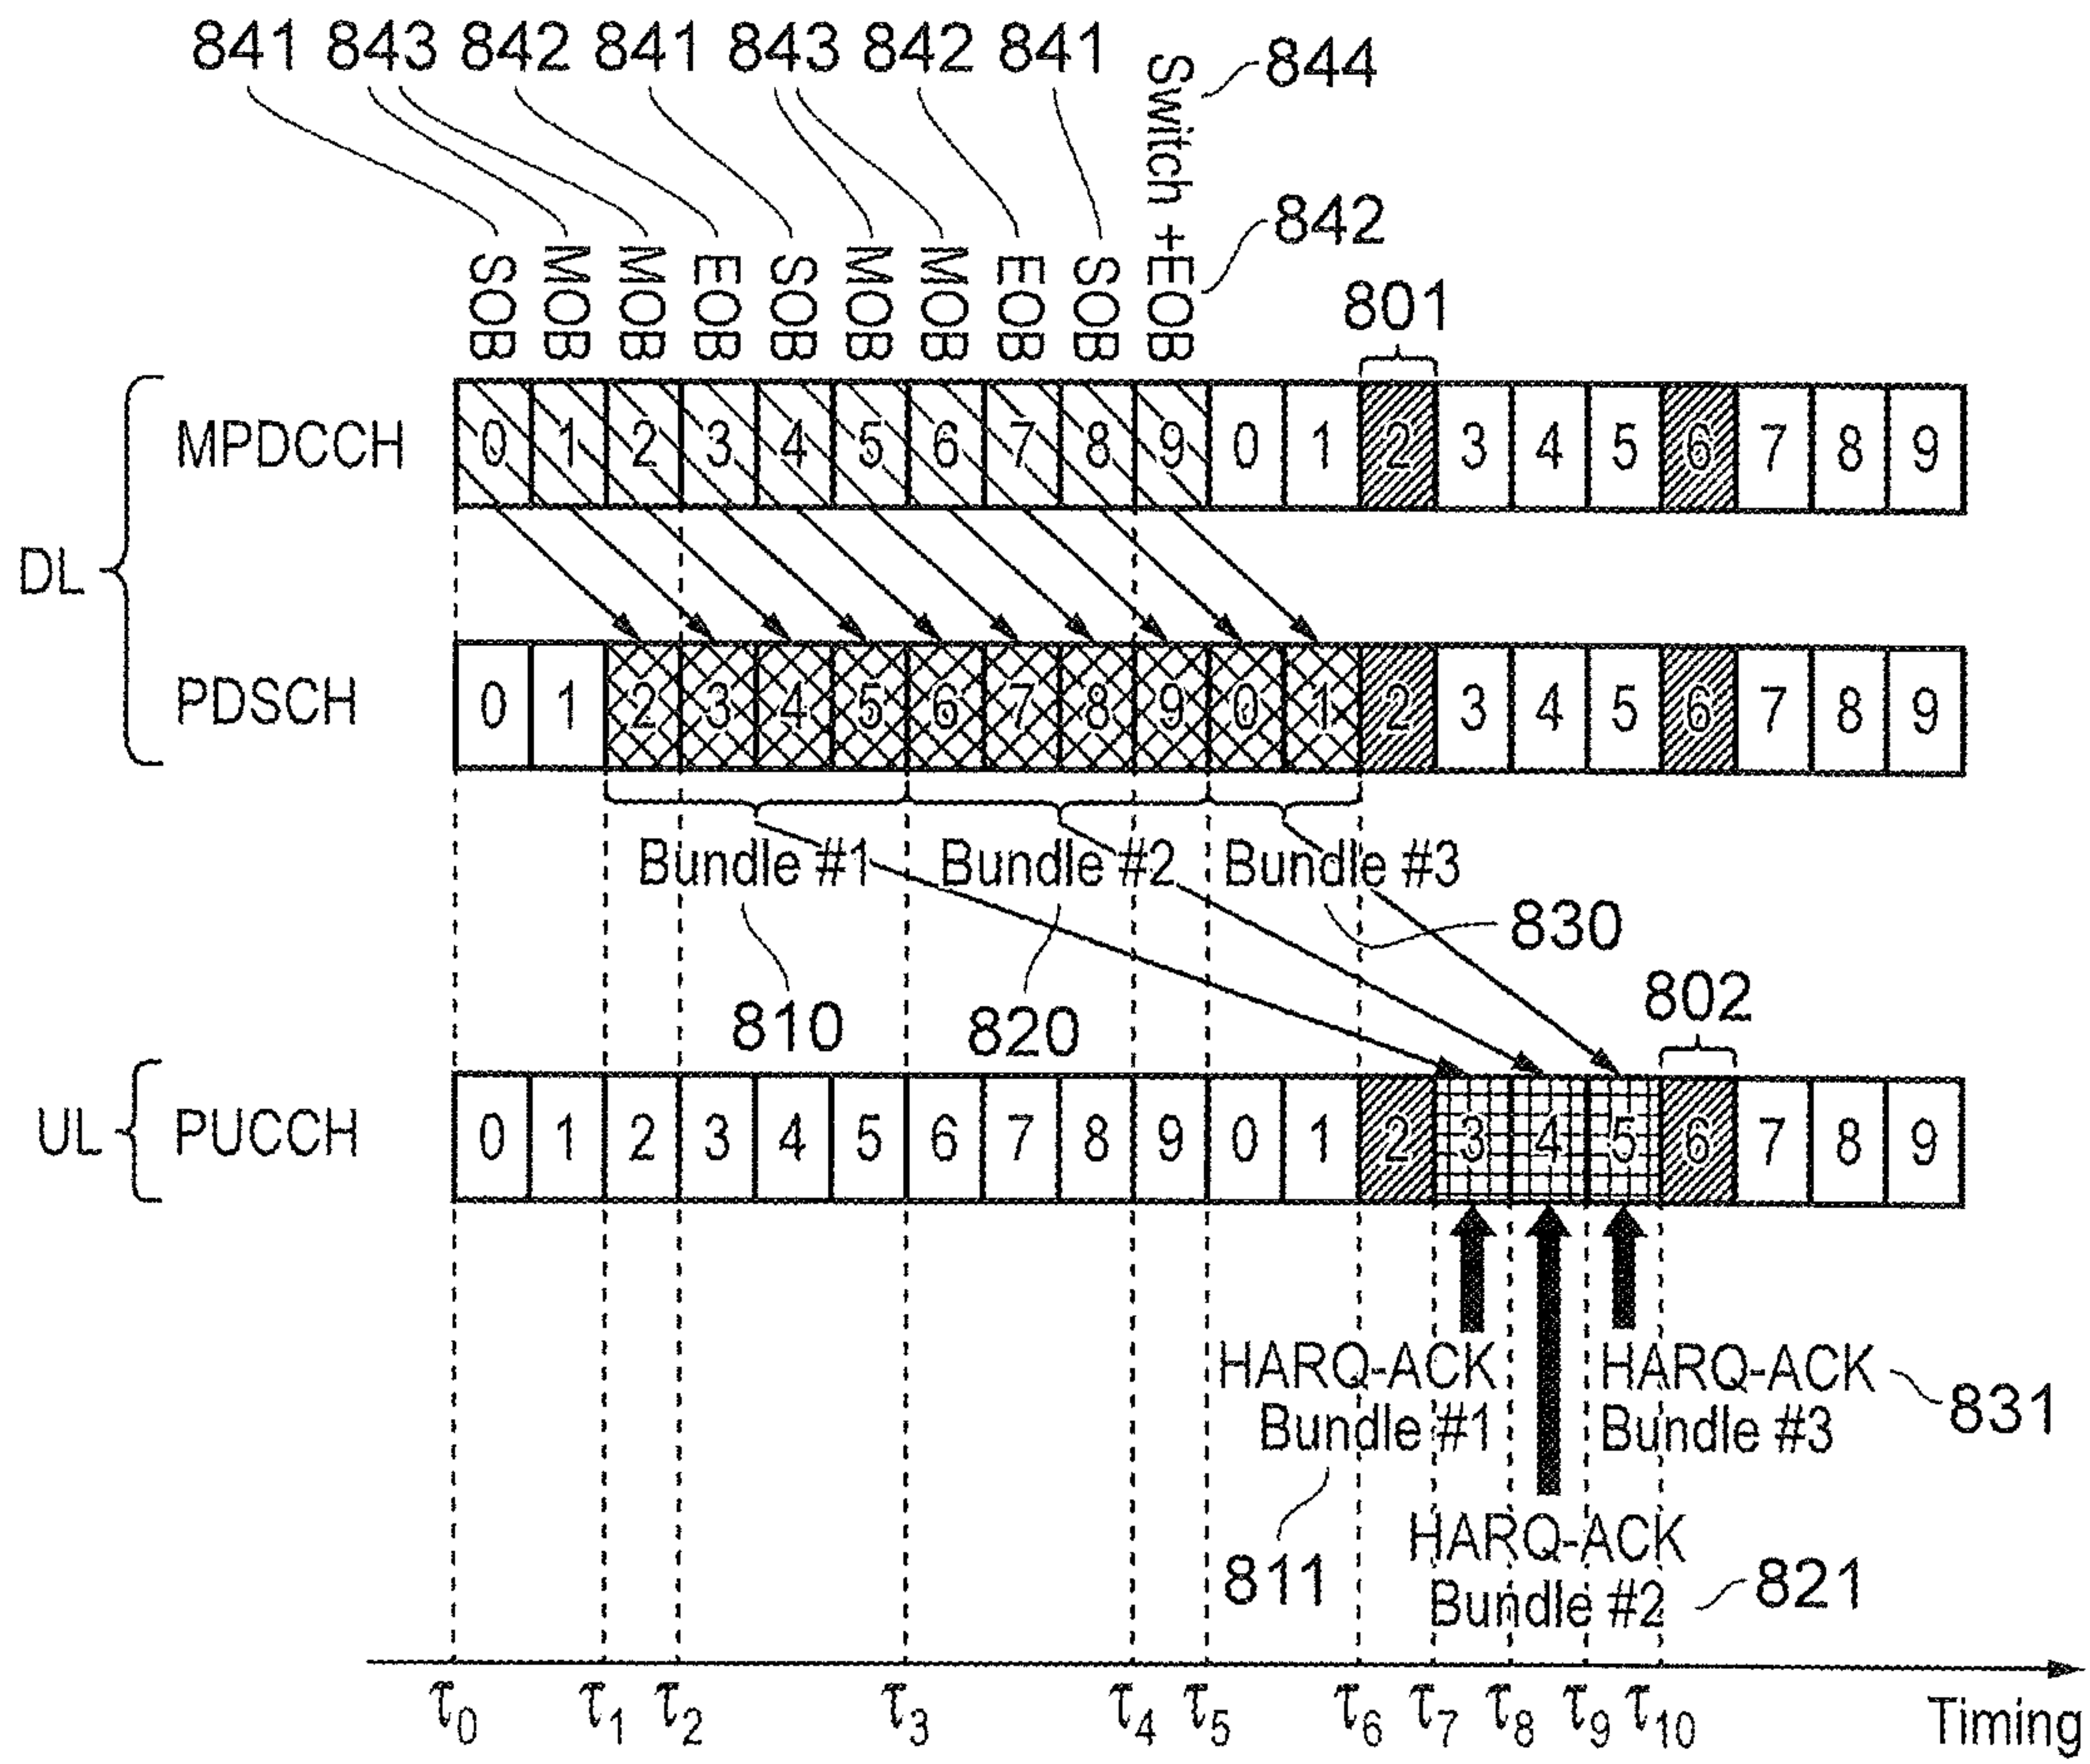 841 843 842 841 843 842 841
844
842
SOB MOB MOB EOB SOB MOB MOB EOB SOB Switch +EOB
801
DL
MPDCCH 0 1 2 3 4 5 6 7 8 9 0 1 2 3 4 5 6 7 8 9
PDSCH 0 1 2 3 4 5 6 7 8 9 0 1 2 3 4 5 6 7 8 9
Bundle #1 Bundle #2 Bundle #3
830
810 820 802
UL
PUCCH 0 1 2 3 4 5 6 7 8 9 0 1 2 3 4 5 6 7 8 9
HARQ-ACK
Bundle #1
811
HARQ-ACK
Bundle #3
831
HARQ-ACK
Bundle #2
821
τ0 τ1 τ2 τ3 τ4 τ5 τ6 τ7 τ8 τ9 τ10
Timing